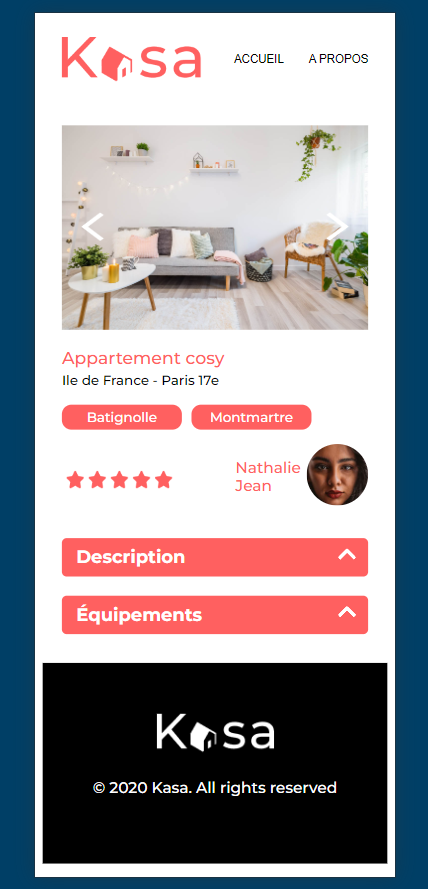 Kasa
ACCUEIL
A PROPOS
Appartement cosy
Ile de France - Paris 17e
Batignolle
Montmartre
Nathalie
Jean
Description
Équipements
Kasa
© 2020 Kasa. All rights reserved